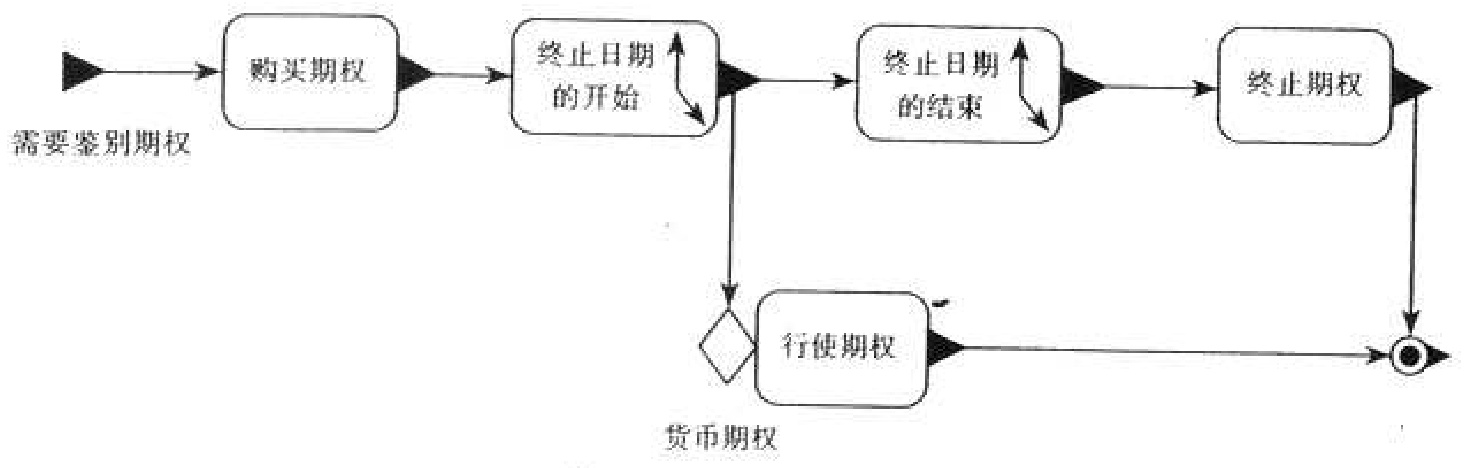 购买期权
终止日期
的开始
终止日期
的结束
终止期权
需要鉴别期权
行使期权
货币期权